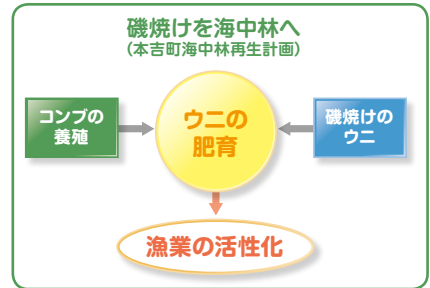 磯焼けを海中林へ
(本吉町海中林再生計画)
コンブの
養殖
ウニの
肥育
磯焼けの
ウニ
漁業の活性化